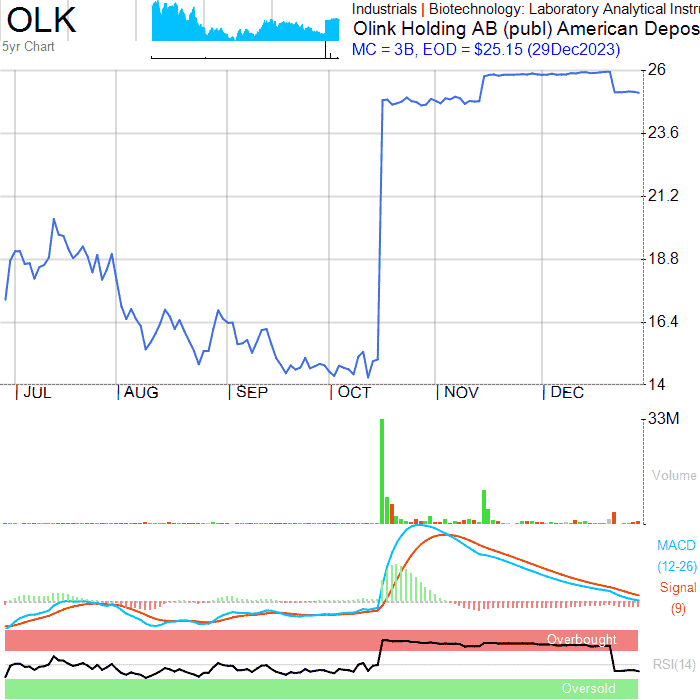 OLK
5yr Chart
Industrials | Biotechnology: Laboratory Analytical Instru
Olink Holding AB (publ) American Depos
MC = 3B, EOD = $25.15 (29Dec2023)
26
23.6
21.2
18.8
16.4
14
JUL AUG SEP OCT NOV DEC
33M
Volume
MACD
(12-26)
Signal
(9)
Overbought
RSI(14)
Oversold